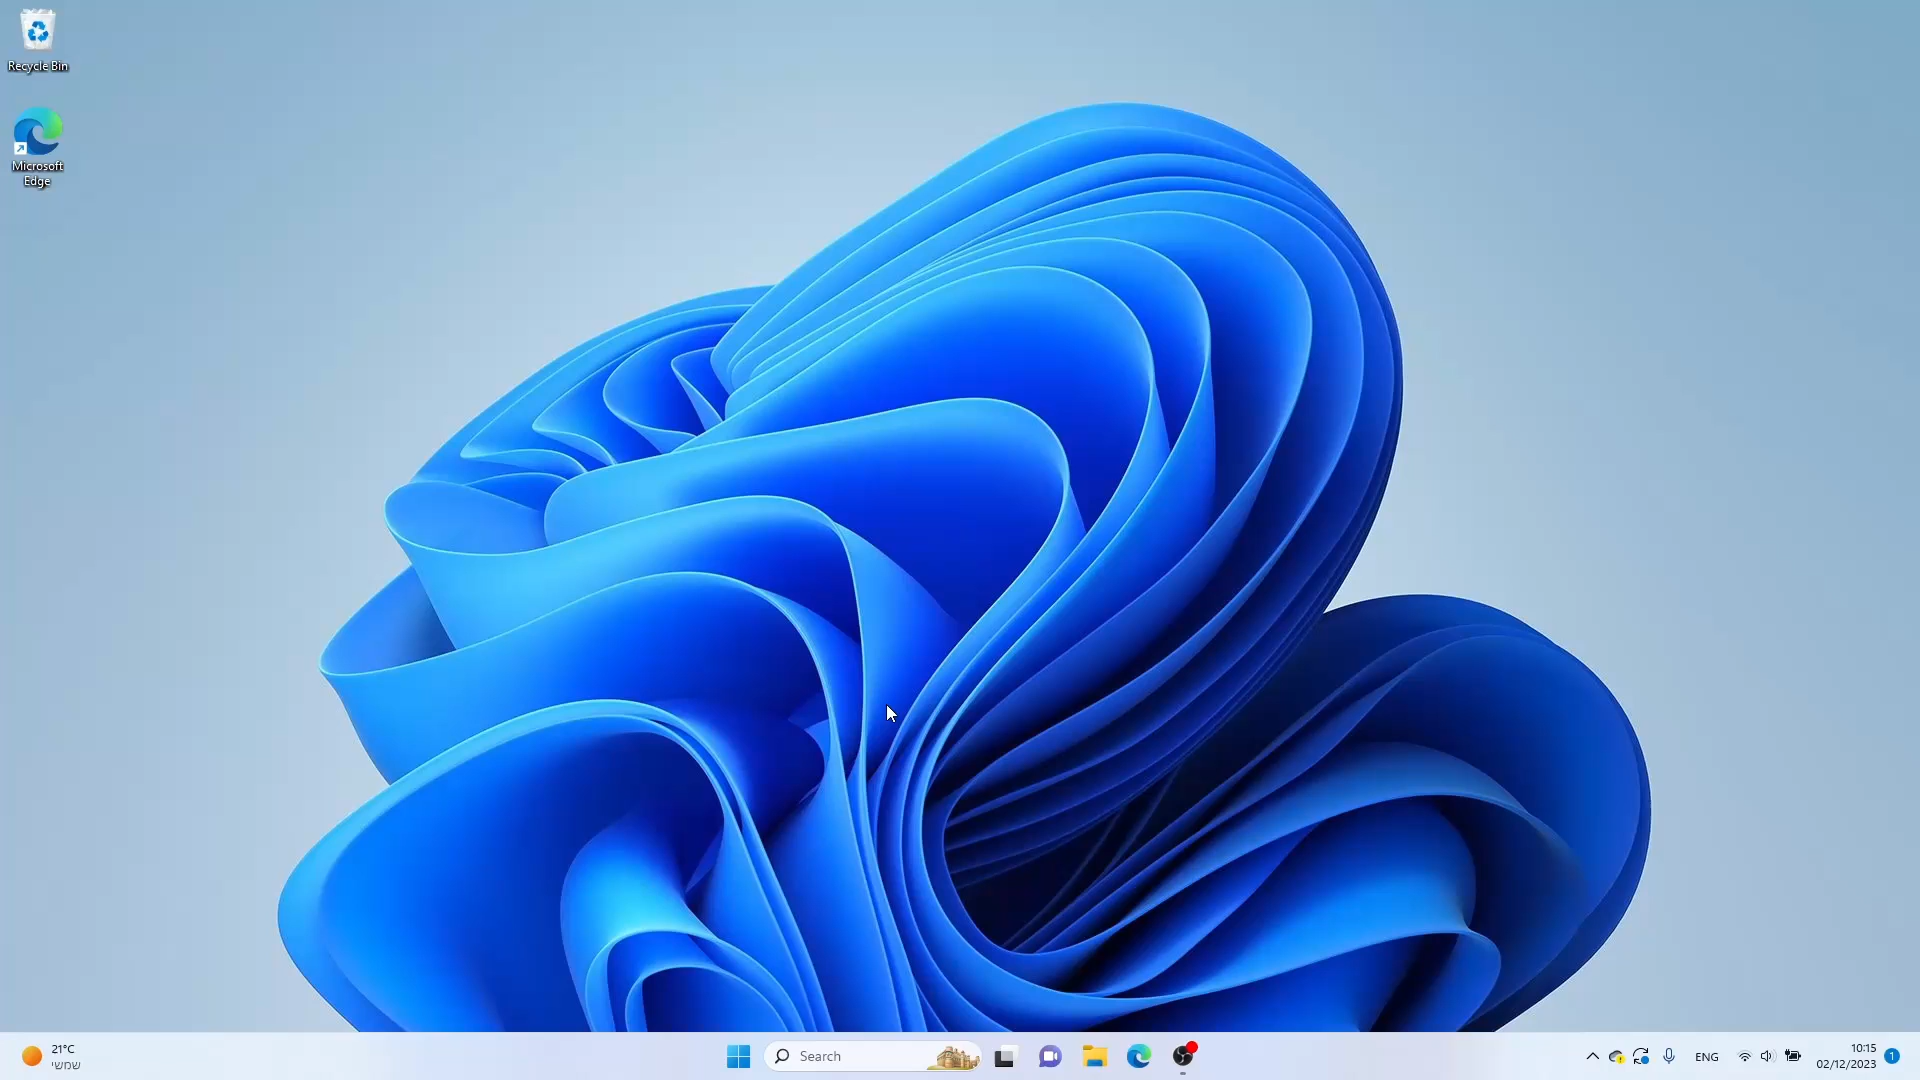 Recycle Bin
Microsoft
Edge
21°C
שמשי
Search
ENG
10:15
02/12/2023
1